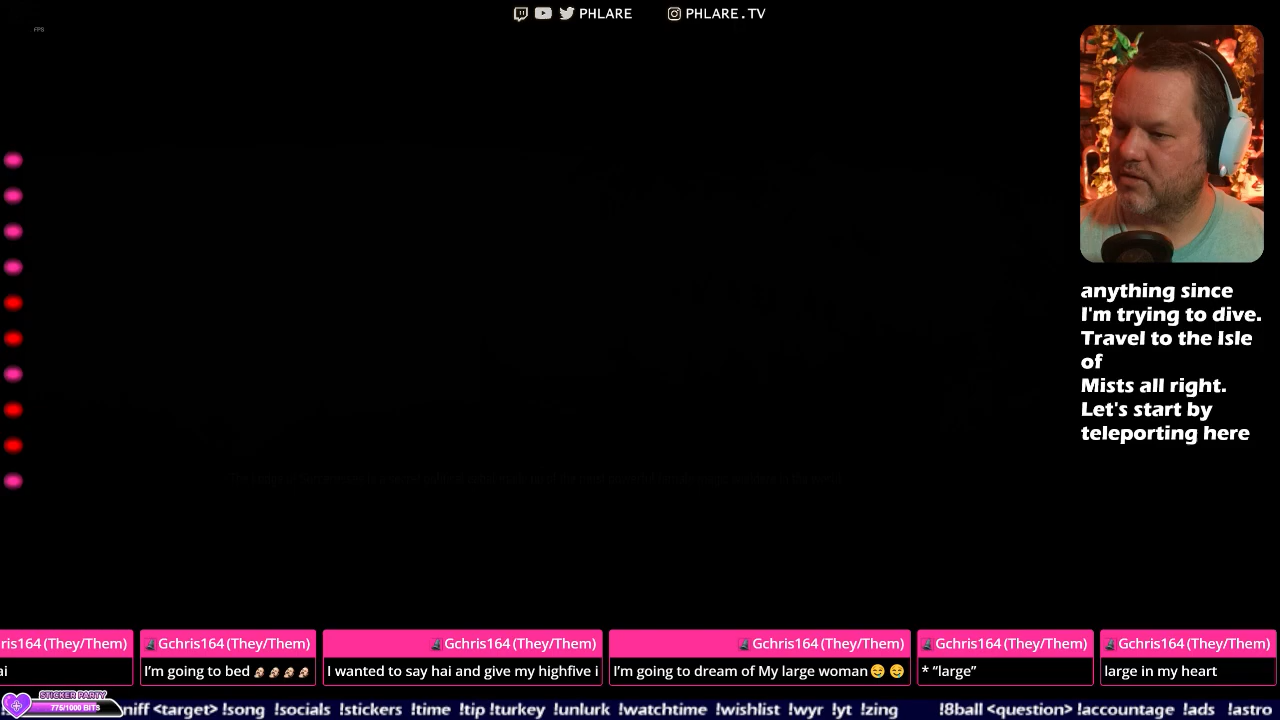 PHLARE PHLARE.TV
FPS
anything since
I'm trying to dive.
Travel to the Isle
of
Mists all right.
Let's start by
teleporting here
ris164 (They/Them) Gchris164 (They/Them) Gchris164 (They/Them) Gchris164 (They/Them) Gchris164 (They/Them) Gchris164 (They/Them)
ai I'm going to bed I wanted to say hai and give my highfive i I'm going to dream of My large woman * "large" large in my heart
STICKER PARTY
775/1000 BITS
niff <target> !song !socials !stickers !time !tip !turkey !unlurk !watchtime !wishlist !wyr !yt !zing !8ball <question> !accountage !ads !astro